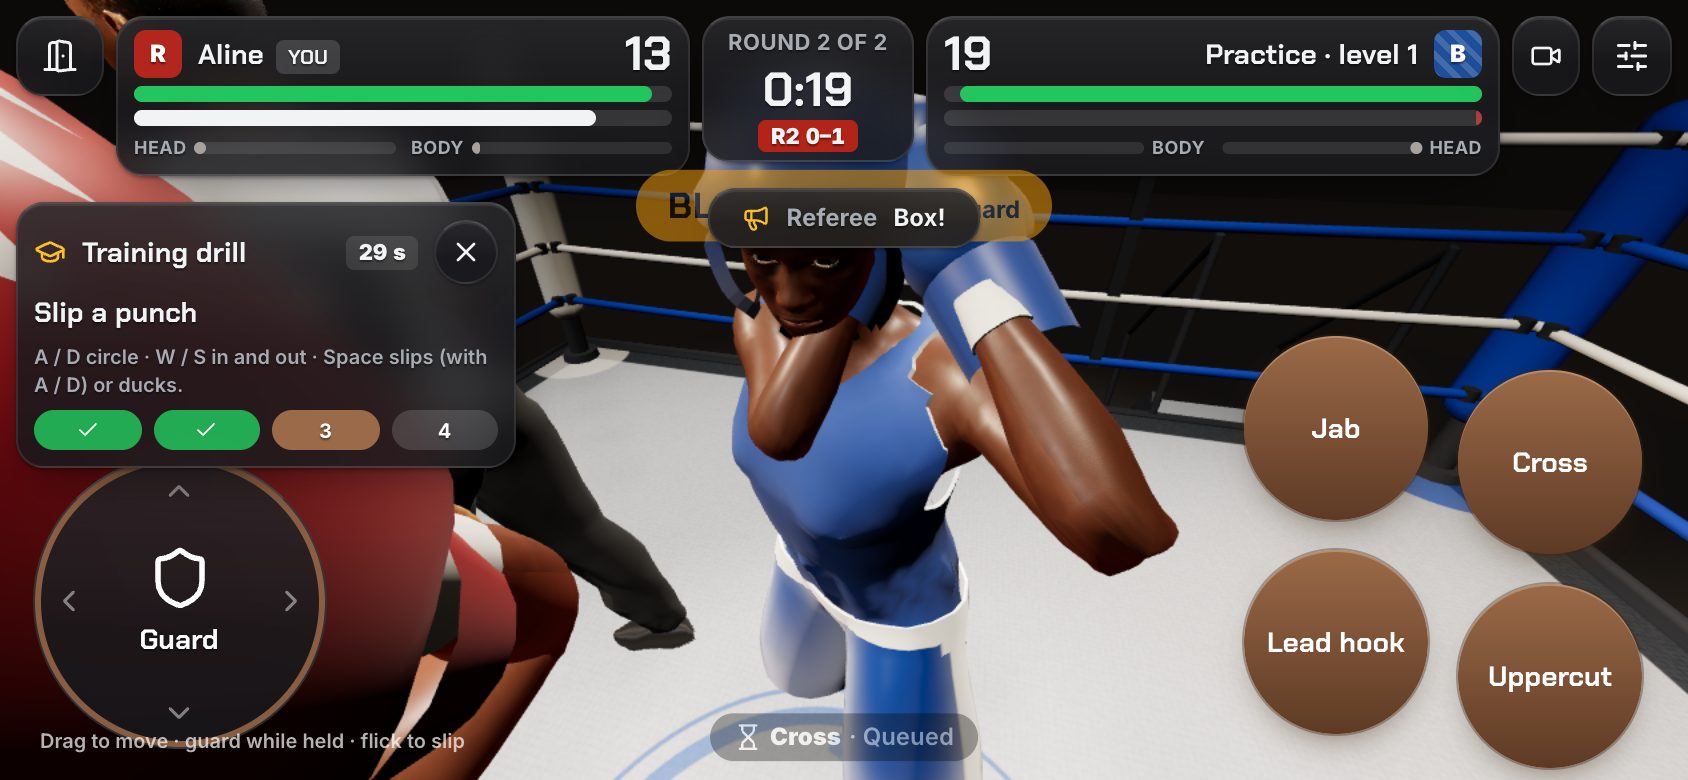 R Aline YOU 13
HEAD BODY
ROUND 2 OF 2
0:19
R2 0–1
19 Practice · level 1 B
BODY HEAD
BL
ard
Referee Box!
Training drill 29 s
Slip a punch
A / D circle · W / S in and out · Space slips (with
A / D) or ducks.
3 4
Guard
Drag to move · guard while held · flick to slip
Jab
Cross
Lead hook
Uppercut
Cross · Queued